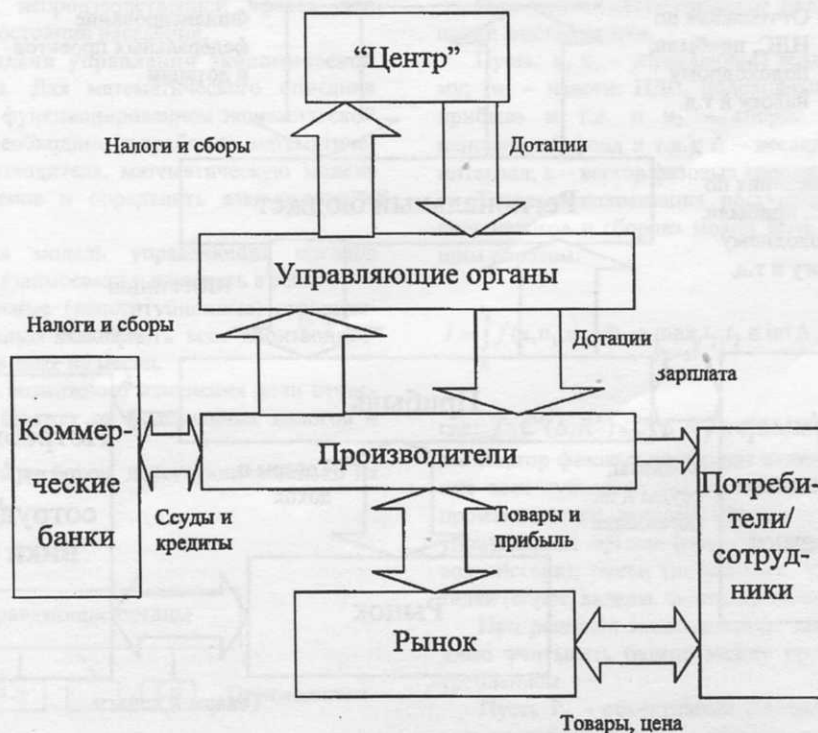 “Центр”
Налоги и сборы
Дотации
Управляющие органы
Налоги и сборы
Дотации
зарплата
Коммер-
ческие
банки
Производители
Потреби-
тели/
сотруд-
ники
Ссуды и
кредиты
Товары и
прибыль
Рынок
Товары, цена